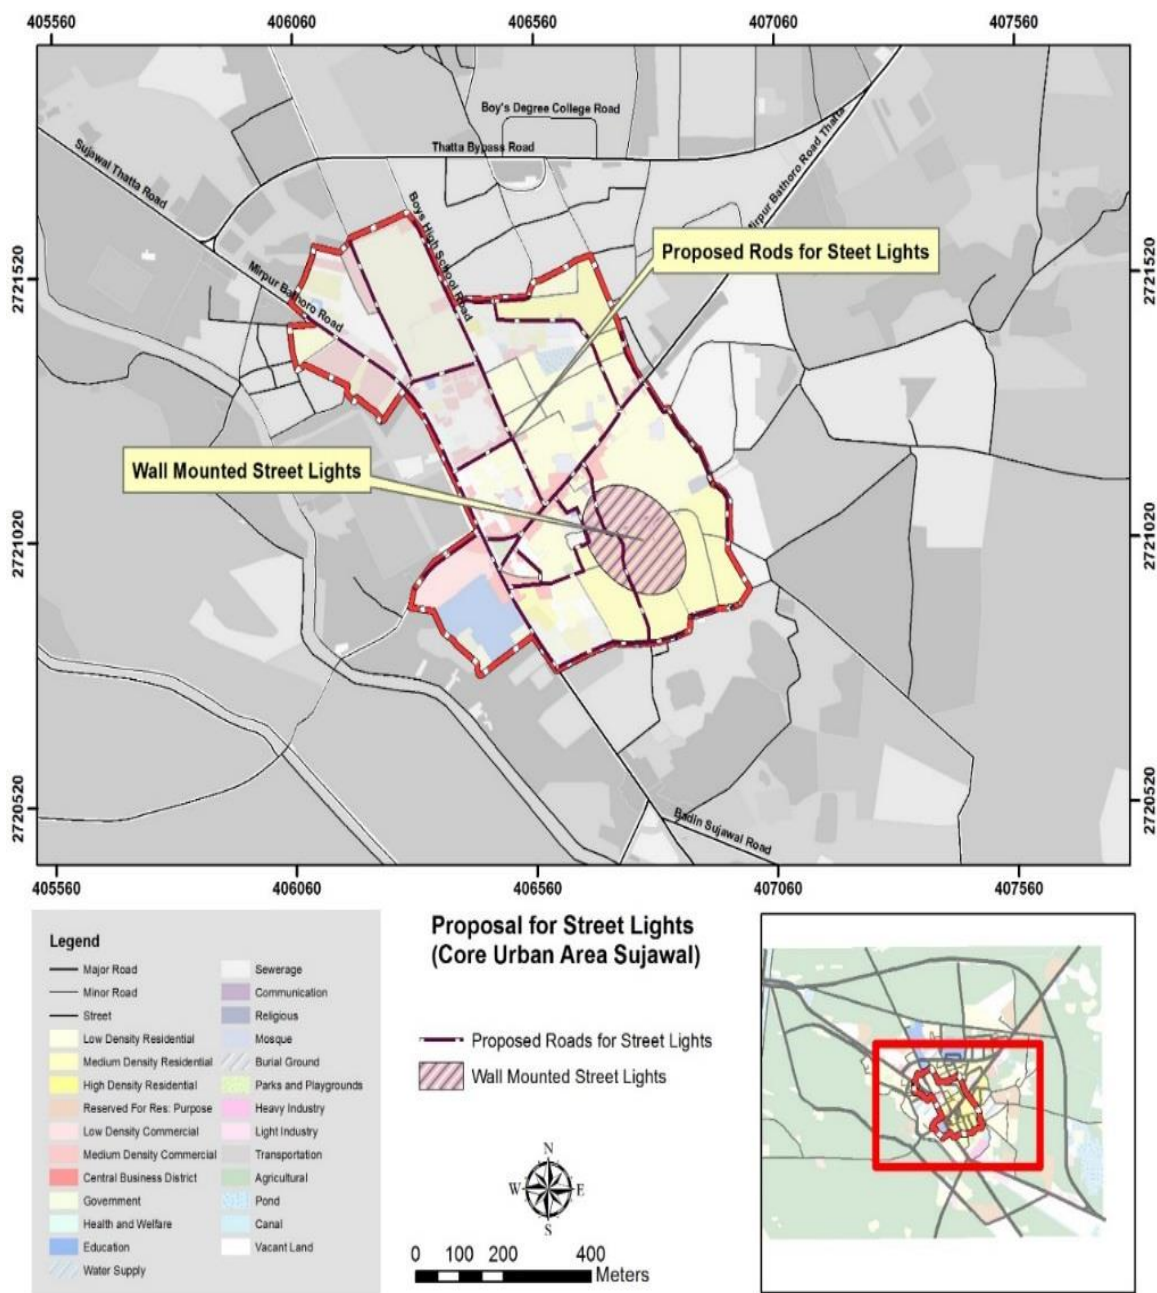 405560 406060 406560 407060 407560
Boy's Degree College Road
Thatta Bypass Road
Sujawal Thatta Road
Mirpur Bathoro Road Thatta
Boys High School Road
Proposed Rods for Steet Lights
2721520 2721520
Mirpur Bathoro Road
Wall Mounted Street Lights
2721020 2721020
2720520 2720520
Badin Sujawal Road
405560 406060 406560 407060 407560
Legend
Major Road
Minor Road
Street
Low Density Residential
Medium Density Residential
High Density Residential
Reserved For Res: Purpose
Low Density Commercial
Medium Density Commercial
Central Business District
Government
Health and Welfare
Education
Water Supply
Sewerage
Communication
Religious
Mosque
Burial Ground
Parks and Playgrounds
Heavy Industry
Light Industry
Transportation
Agricultural
Pond
Canal
Vacant Land
Proposal for Street Lights
(Core Urban Area Sujawal)
Proposed Roads for Street Lights
Wall Mounted Street Lights
N
W E
S
0 100 200 400
Meters